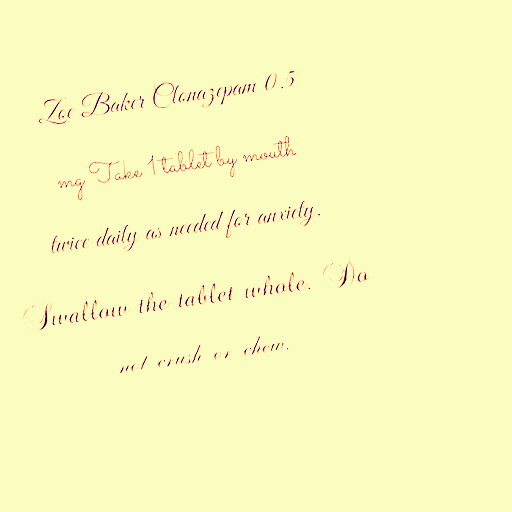 Zoe Baker Clonazepam 0.5
mg Take 1 tablet by mouth
twice daily as needed for anxiety.
Swallow the tablet whole. Do
not crush or chew.